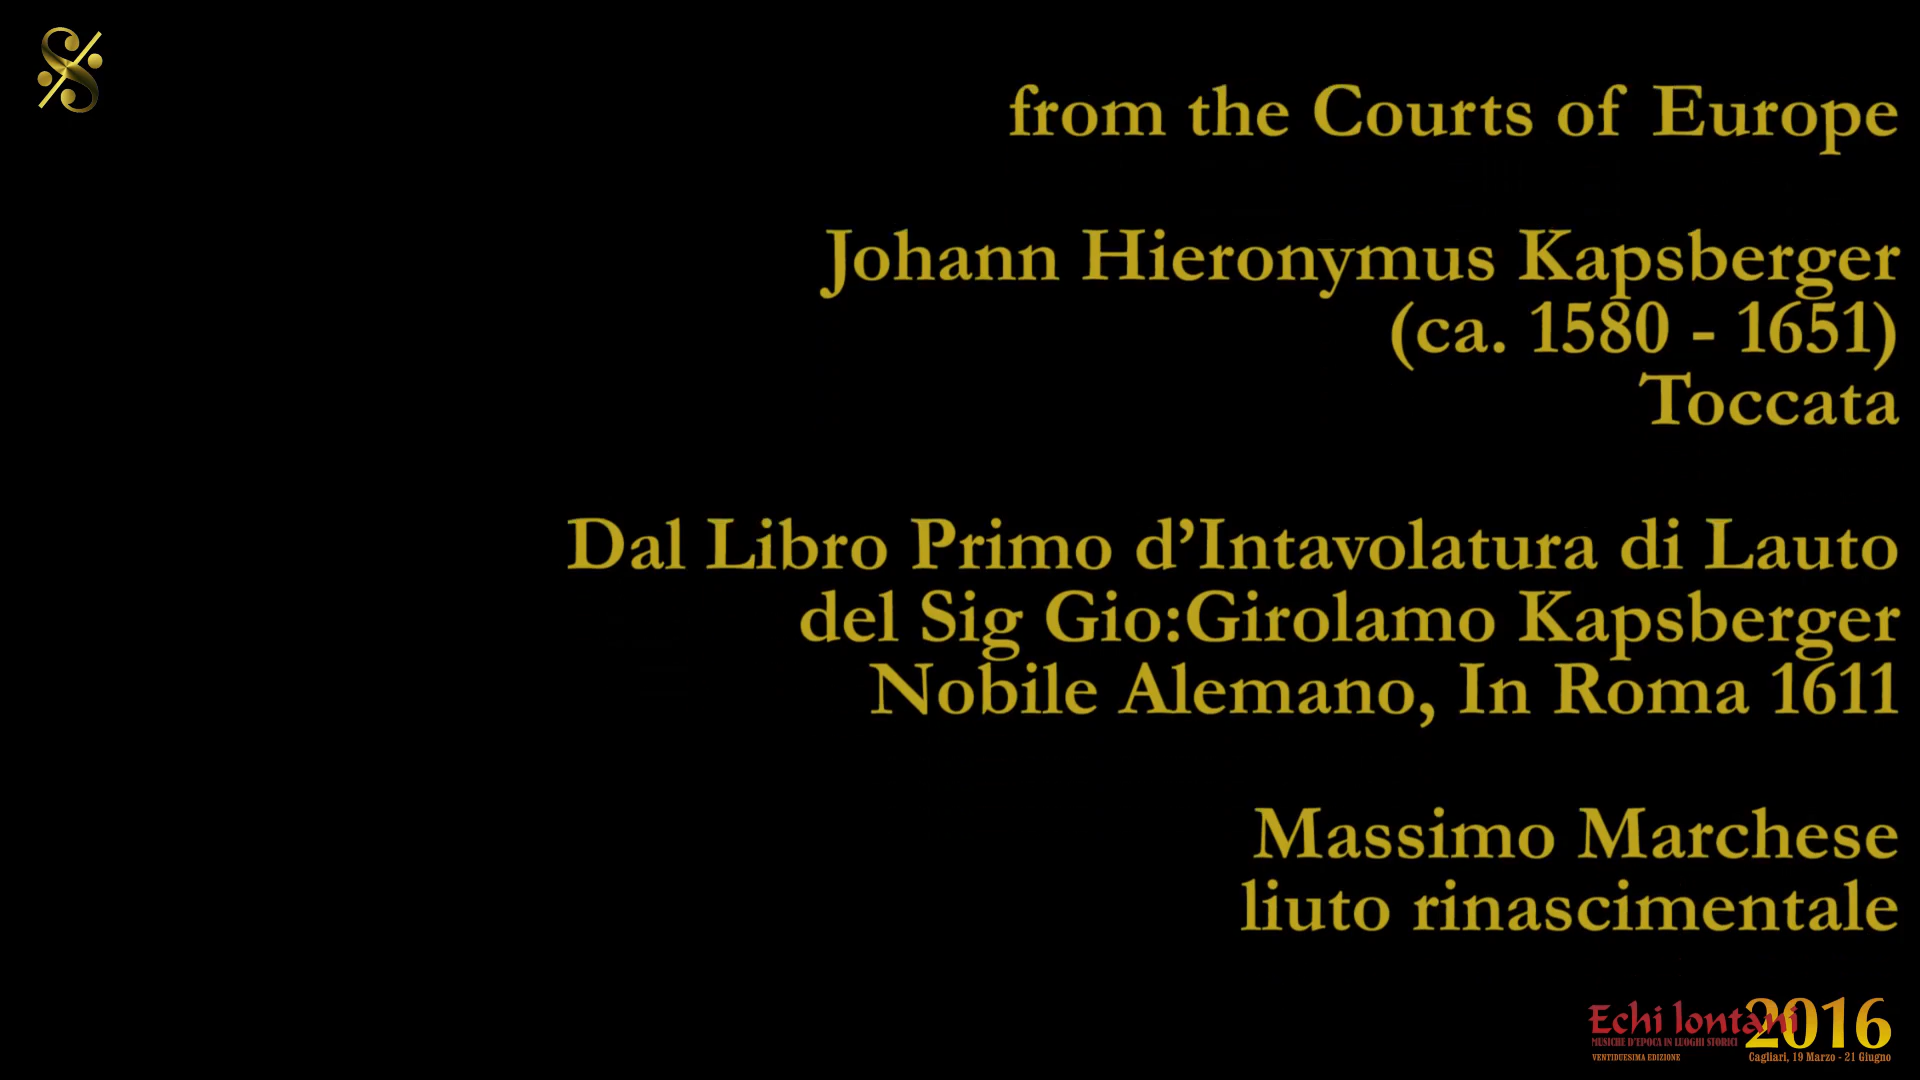 from the Courts of Europe
Johann Hieronymus Kapsberger
(ca. 1580 - 1651)
Toccata
Dal Libro Primo d’Intavolatura di Lauto
del Sig Gio:Girolamo Kapsberger
Nobile Alemano, In Roma 1611
Massimo Marchese
liuto rinascimentale
Echi lontani 2016
MUSICHE D'EPOCA IN LUOGHI STORICI
VENTIDUESIMA EDIZIONE
Cagliari, 19 Marzo - 21 Giugno